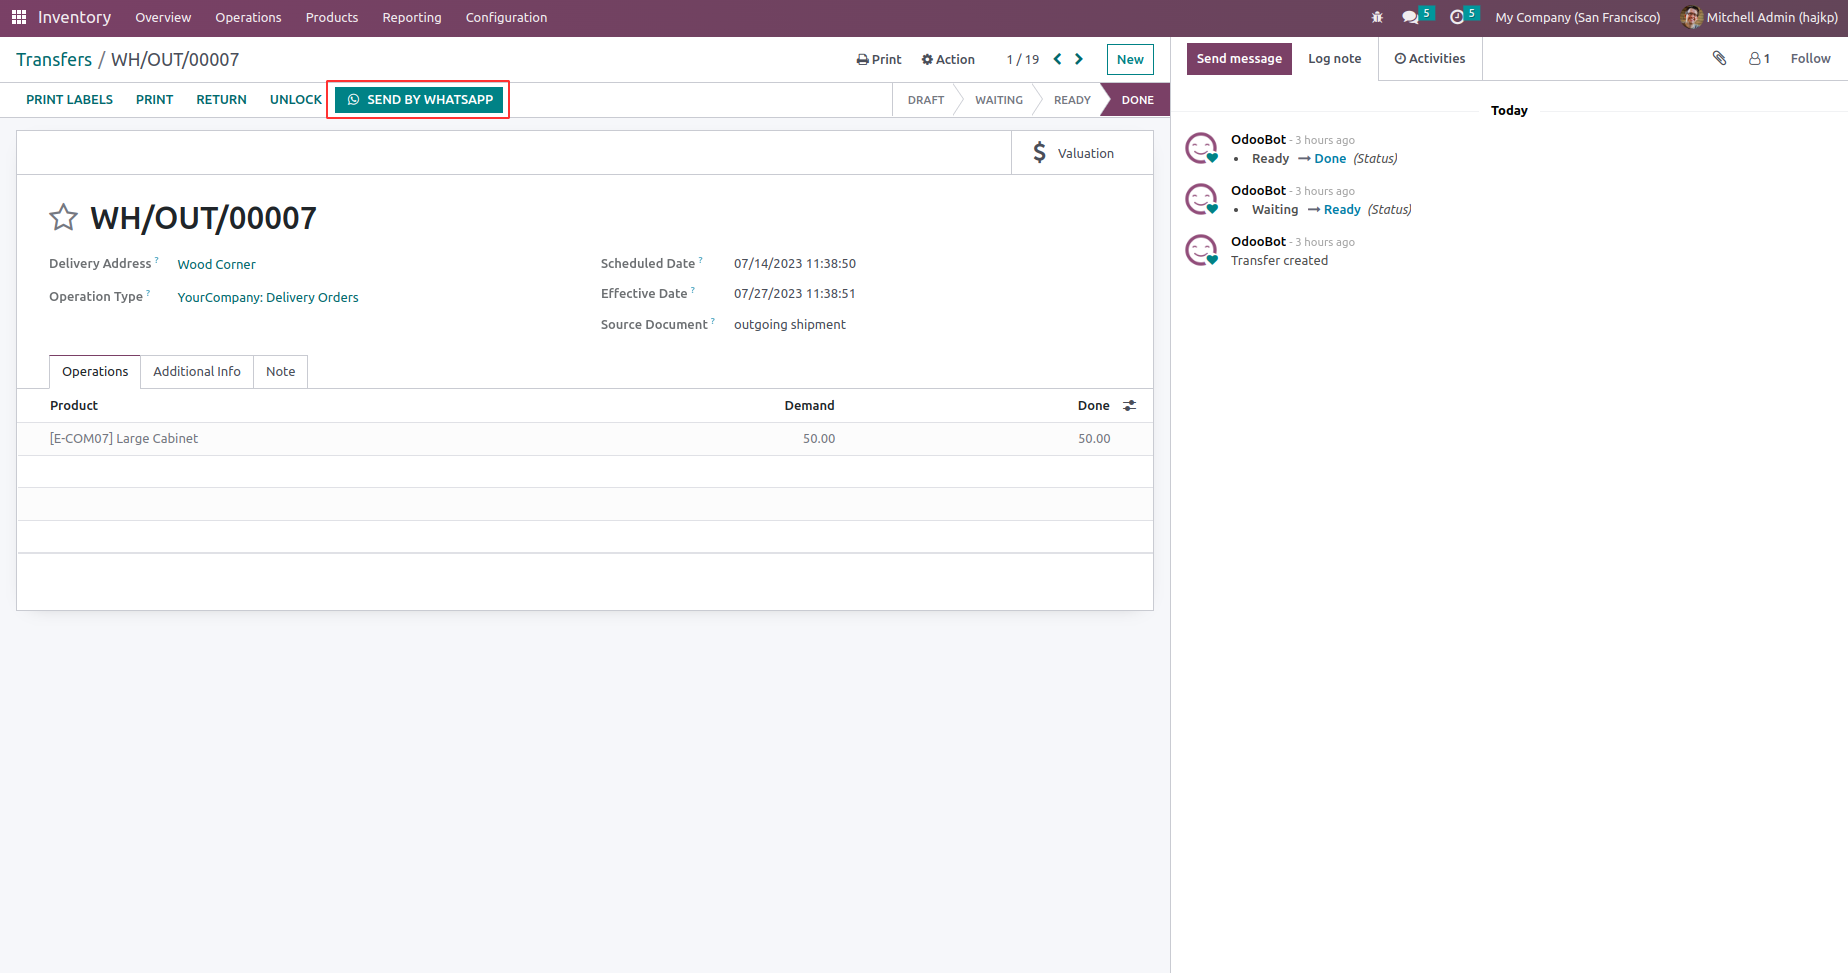 Inventory Overview Operations Products Reporting Configuration 5 5 My Company (San Francisco) Mitchell Admin (hajkp)
Transfers / WH/OUT/00007 Print Action 1 / 19 New
PRINT LABELS PRINT RETURN UNLOCK SEND BY WHATSAPP DRAFT WAITING READY DONE
$ Valuation
WH/OUT/00007
Delivery Address ? Wood Corner
Operation Type ? YourCompany: Delivery Orders
Scheduled Date ? 07/14/2023 11:38:50
Effective Date ? 07/27/2023 11:38:51
Source Document ? outgoing shipment
Operations Additional Info Note
Product Demand Done
[E-COM07] Large Cabinet 50.00 50.00
Send message Log note Activities 1 Follow
Today
OdooBot - 3 hours ago
• Ready → Done (Status)
OdooBot - 3 hours ago
• Waiting → Ready (Status)
OdooBot - 3 hours ago
Transfer created